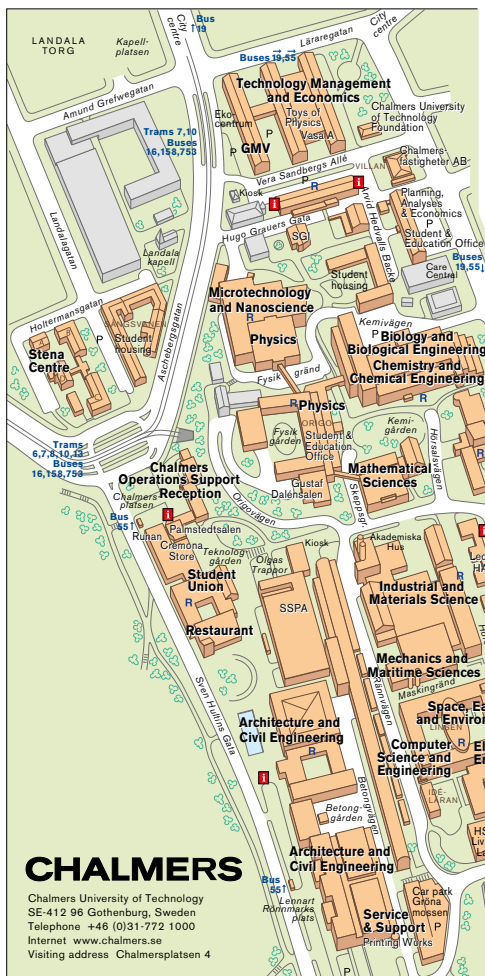 City
centre
Bus
19
City
centre
LANDALA
TORG
Kapell-
platsen
Läraregatan
Buses 19,55
Amund Grefwegatan
Technology Management
and Economics
Eko-
centrum
Toys of
Physics
Vasa A
Chalmers University
of Technology
Foundation
P
P
GMV
Trams 7,10
Buses
16,158,753
Chalmers-
fastigheter AB
VILLAN
Vera Sandbergs Allé
P
R
i
i
Kiosk
Planning,
Analyses
& Economics
P
Student &
Education Office
Hugo Grauers Gata
SGI
Arvid Hedvalls Backe
Landalagatan
Landala
kapell
Buses
19,55
Care
Central
Student
housing
Microtechnology
and Nanoscience
R
Physics
Holtermansgatan
SÄNGSVANEN
Student
housing
P
Aschebergsgatan
Kemivägen
P
Biology and
Biological Engineering
Chemistry and
Chemical Engineering
R
Stena
Centre
Fysik gränd
R
Physics
ORIGO
Fysik
gården
Student &
Education
Office
Kemi-
gården
Hörsalsvägen
R
Trams
6,7,8,10,13
Buses
16,158,753
Chalmers
Operations Support
Reception
Mathematical
Sciences
Gustaf
Dalénsalen
Skeppsgr.
Chalmers
platsen
Origovägen
Bus
55
i
Runan
Palmstedtsalen
Cremona
Store
Teknolog-
gården
Olgas
Trappor
Kiosk
Akademiska
Hus
i
Student
Union
R
SSPA
Industrial and
Materials Science
R
Restaurant
Mechanics and
Maritime Sciences
Maskingränd
Rännvägen
Sven Hultins Gata
Architecture and
Civil Engineering
R
LINSEN
R
Computer
Science and
Engineering
i
IDÉ-
LÄRAN
Betong-
gården
Betongvägen
Architecture and
Civil Engineering
Bus
55
Lennart
Rönnmarks
plats
Car park
Gröna
mossen
P
Service
& Support
Printing Works
P
CHALMERS
Chalmers University of Technology
SE-412 96 Gothenburg, Sweden
Telephone +46 (0)31-772 1000
Internet www.chalmers.se
Visiting address Chalmersplatsen 4